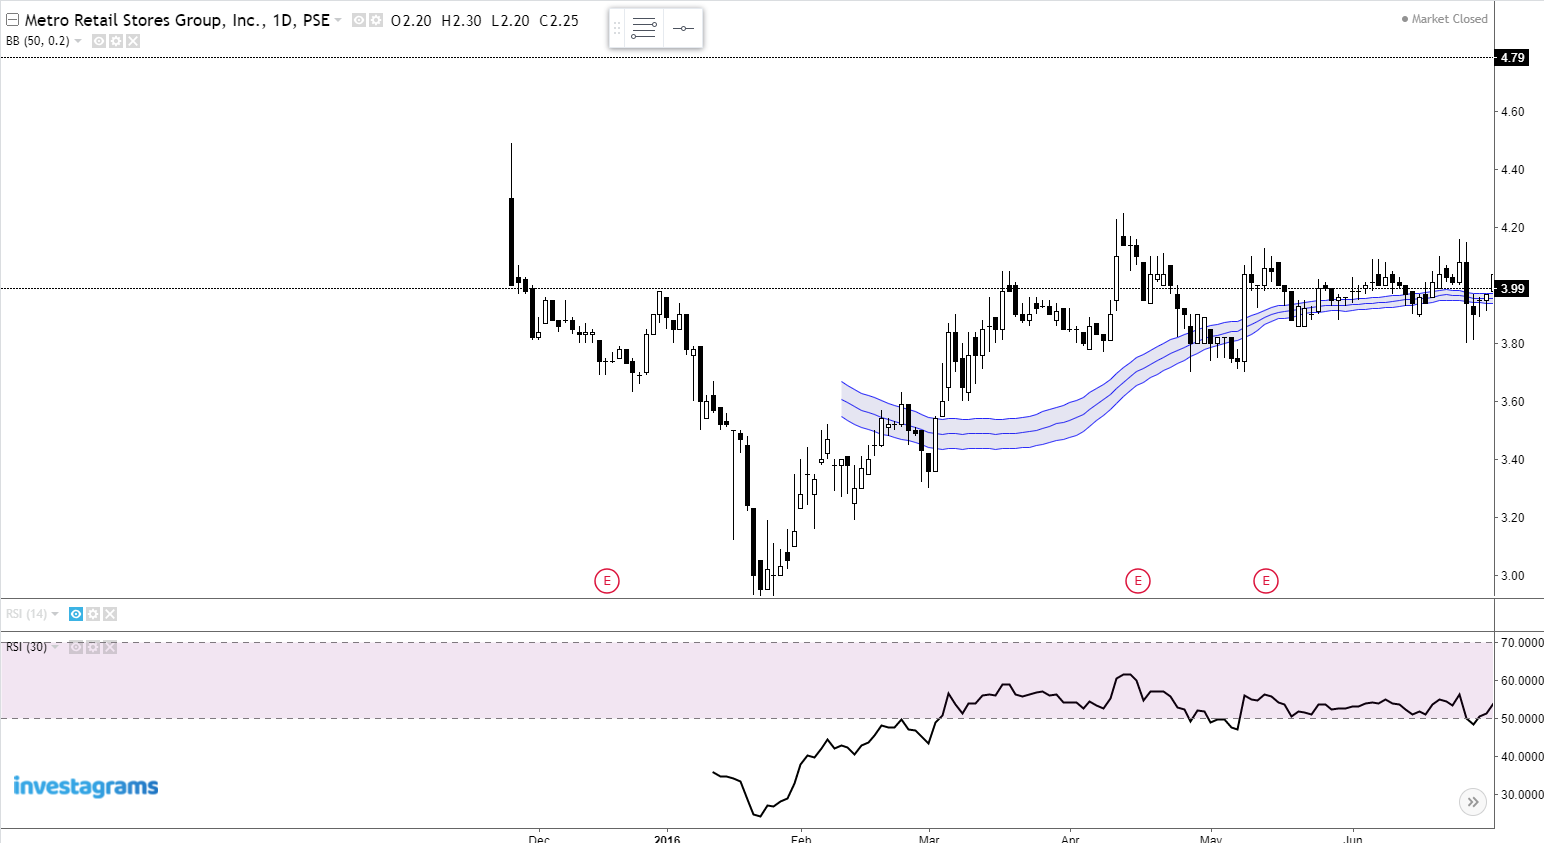 Metro Retail Stores Group, Inc., 1D, PSE O2.20 H2.30 L2.20 C2.25
Market Closed
BB (50, 0.2)
4.79
4.60
4.40
4.20
3.99
3.80
3.60
3.40
3.20
3.00
E E E
RSI (14)
RSI (30)
70.0000
60.0000
50.0000
40.0000
30.0000
investagrams
Dec 2016 Feb Mar Apr May Jun